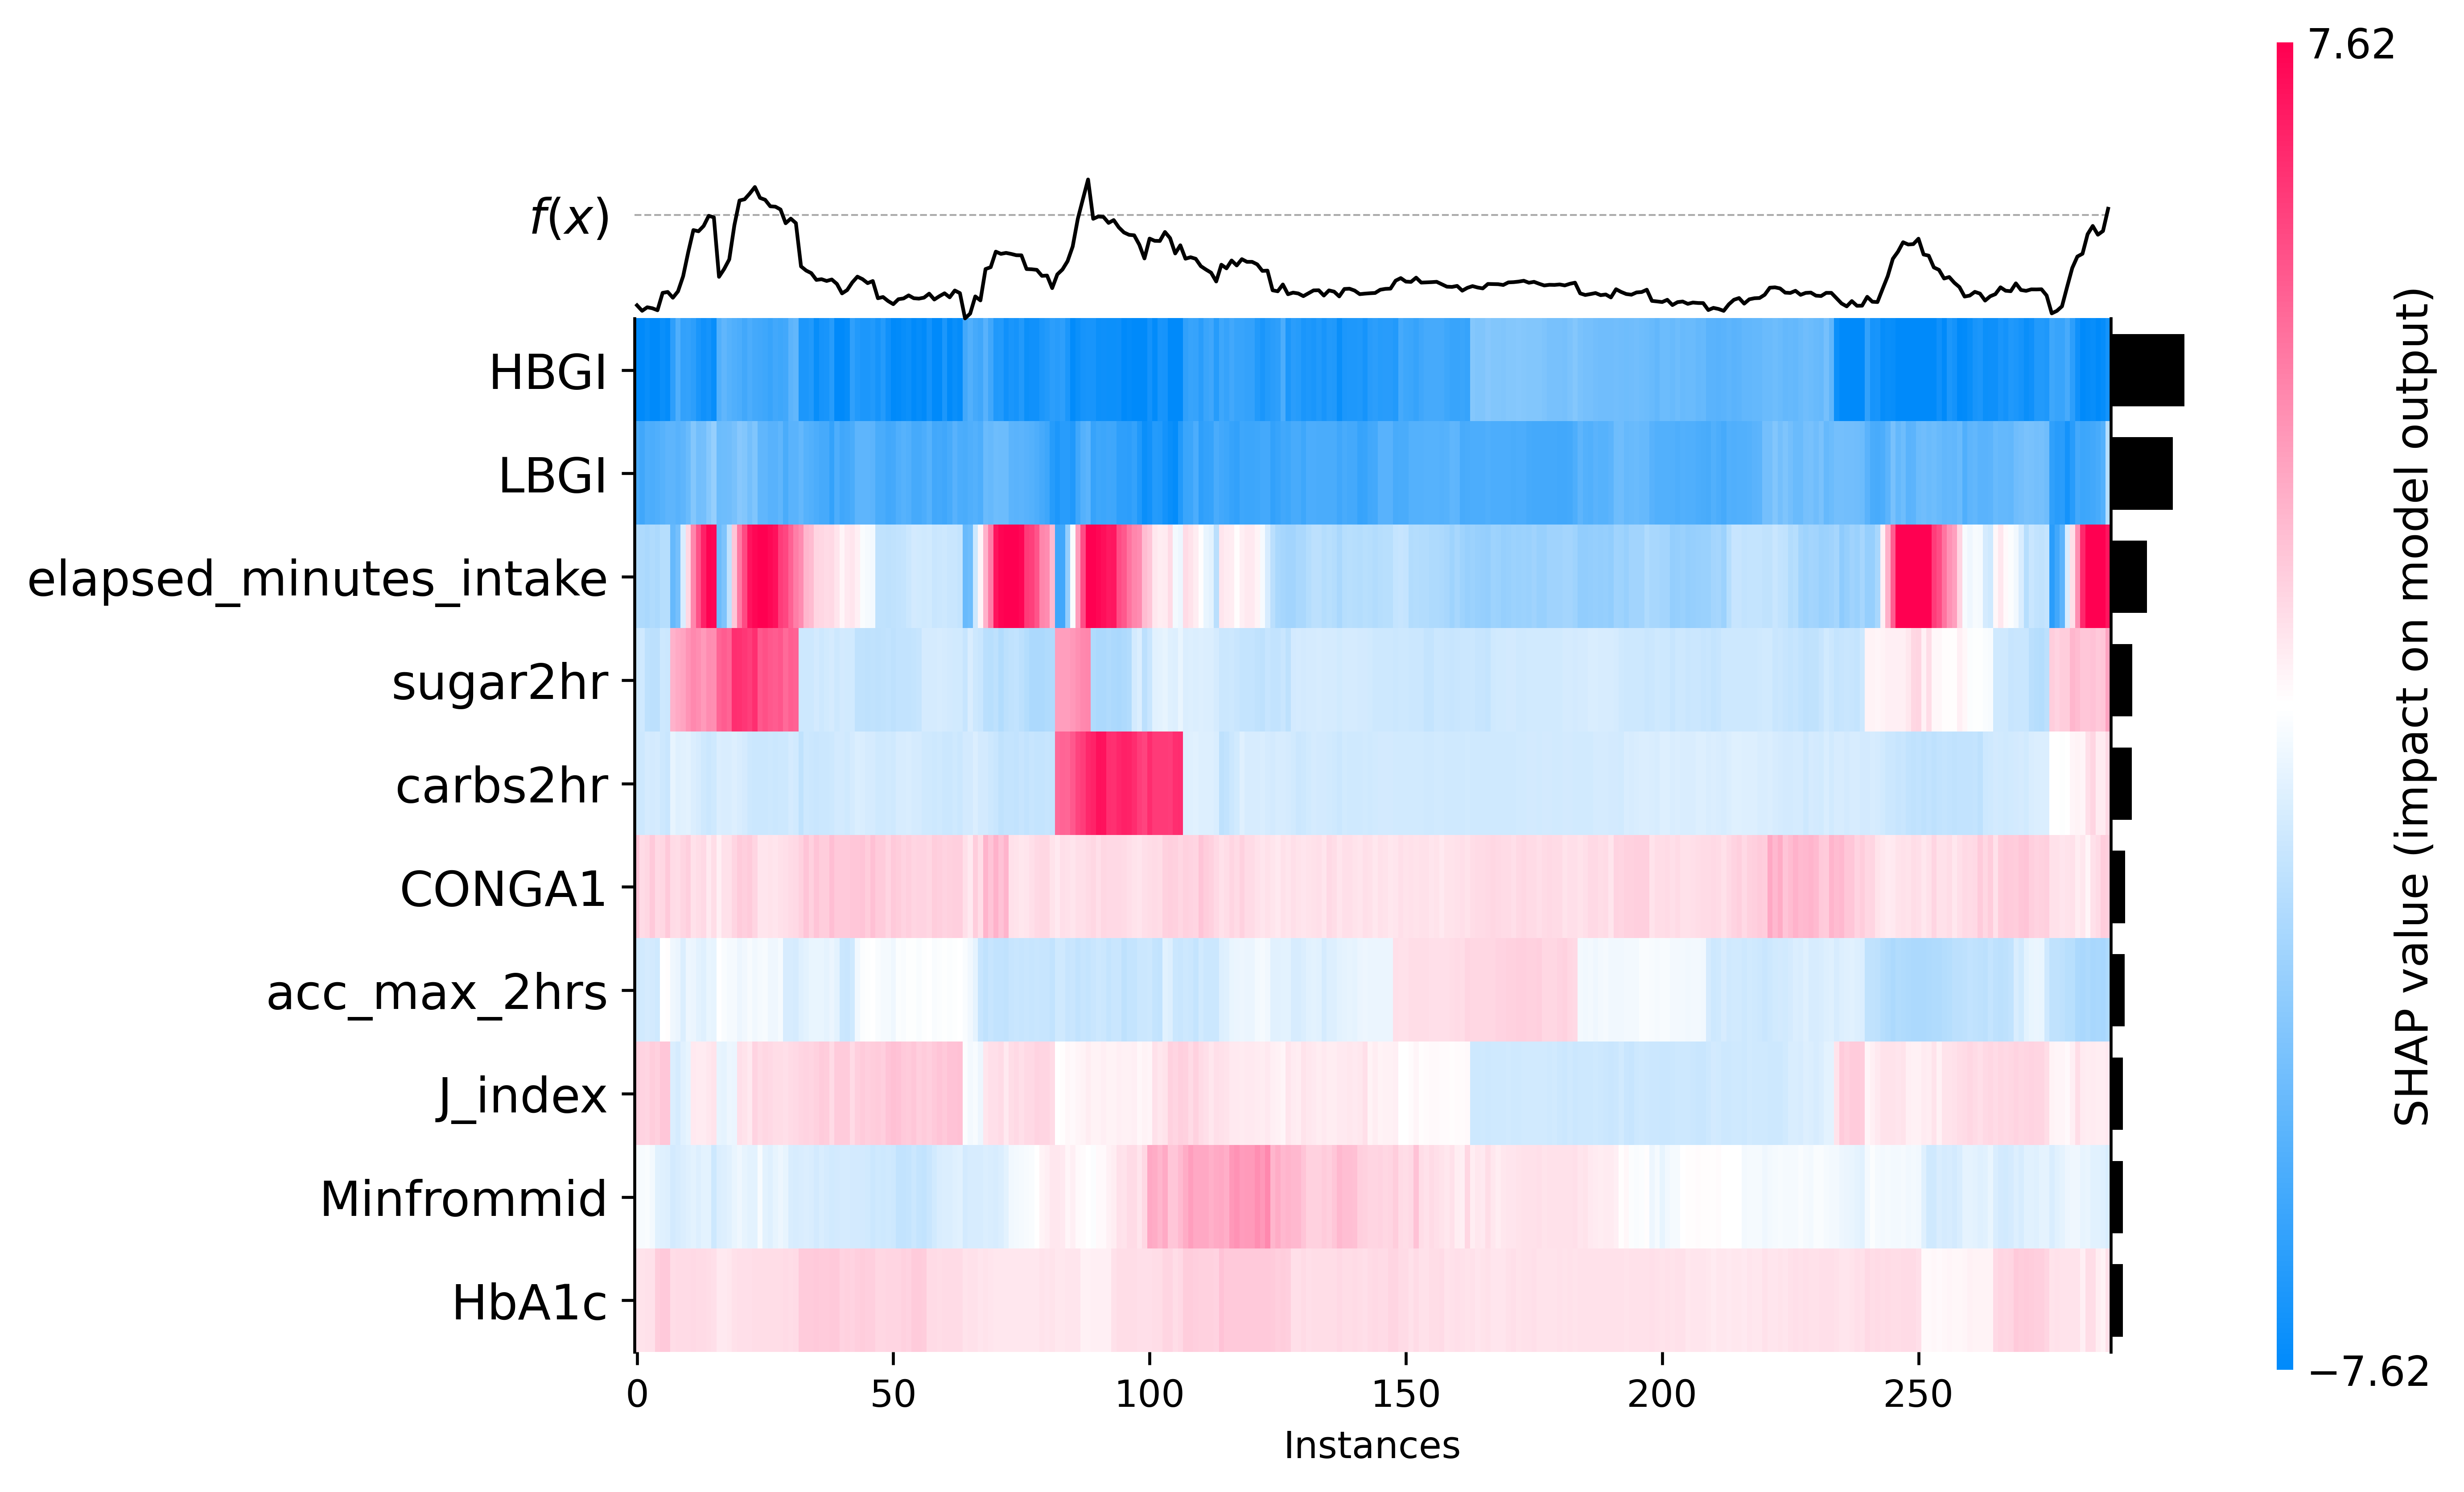 7.62
f(x)
HBGI
LBGI
elapsed_minutes_intake
sugar2hr
carbs2hr
CONGA1
acc_max_2hrs
J_index
Minfrommid
HbA1c
0 50 100 150 200 250
Instances
SHAP value (impact on model output)
−7.62